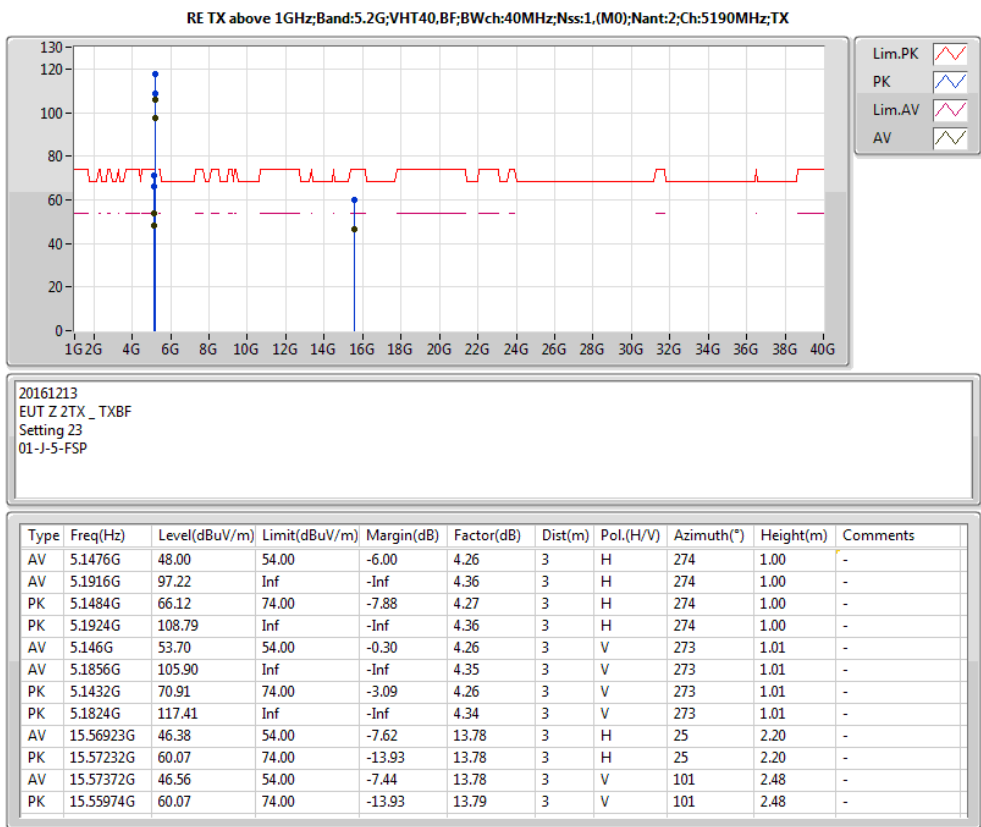 RE TX above 1GHz;Band:5.2G;VHT40,BF;BWch:40MHz;Nss:1,(M0);Nant:2;Ch:5190MHz;TX
130
120
100
80
60
40
20
0
1G 2G 4G 6G 8G 10G 12G 14G 16G 18G 20G 22G 24G 26G 28G 30G 32G 34G 36G 38G 40G
Lim.PK
PK
Lim.AV
AV
20161213
EUT Z 2TX _ TXBF
Setting 23
01-J-5-FSP
Type Freq(Hz) Level(dBuV/m) Limit(dBuV/m) Margin(dB) Factor(dB) Dist(m) Pol.(H/V) Azimuth(°) Height(m) Comments
AV 5.1476G 48.00 54.00 -6.00 4.26 3 H 274 1.00 -
AV 5.1916G 97.22 Inf -Inf 4.36 3 H 274 1.00 -
PK 5.1484G 66.12 74.00 -7.88 4.27 3 H 274 1.00 -
PK 5.1924G 108.79 Inf -Inf 4.36 3 H 274 1.00 -
AV 5.146G 53.70 54.00 -0.30 4.26 3 V 273 1.01 -
AV 5.1856G 105.90 Inf -Inf 4.35 3 V 273 1.01 -
PK 5.1432G 70.91 74.00 -3.09 4.26 3 V 273 1.01 -
PK 5.1824G 117.41 Inf -Inf 4.34 3 V 273 1.01 -
AV 15.56923G 46.38 54.00 -7.62 13.78 3 H 25 2.20 -
PK 15.57232G 60.07 74.00 -13.93 13.78 3 H 25 2.20 -
AV 15.57372G 46.56 54.00 -7.44 13.78 3 V 101 2.48 -
PK 15.55974G 60.07 74.00 -13.93 13.79 3 V 101 2.48 -